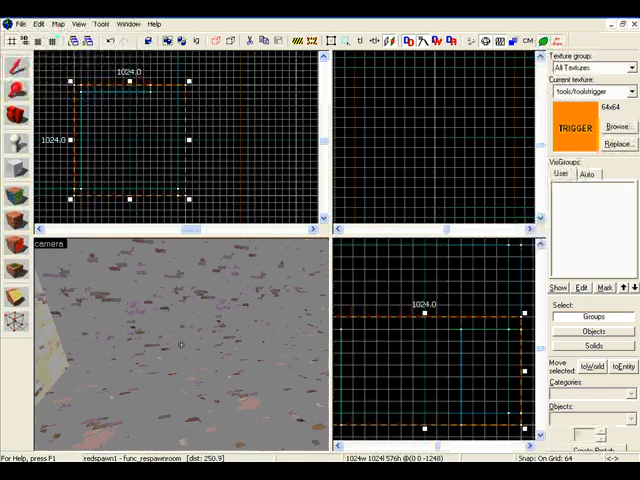 File Edit Map View Tools Window Help
CM
1024.0
1024.0
camera
1024.0
Texture group:
All Textures
Current texture:
tools/toolstrigger
64x64
TRIGGER
Browse...
Replace...
VisGroups:
User Auto
Show Edit Mark
Select:
Groups
Objects
Solids
Move selected:
toWorld toEntity
Categories:
Objects:
Create Prefab
For Help, press F1
redspawn1 - func_respawnroom [dist: 250.9]
1024w 1024l 576h @(0 0 -1248)
Snap: On Grid: 64
<->